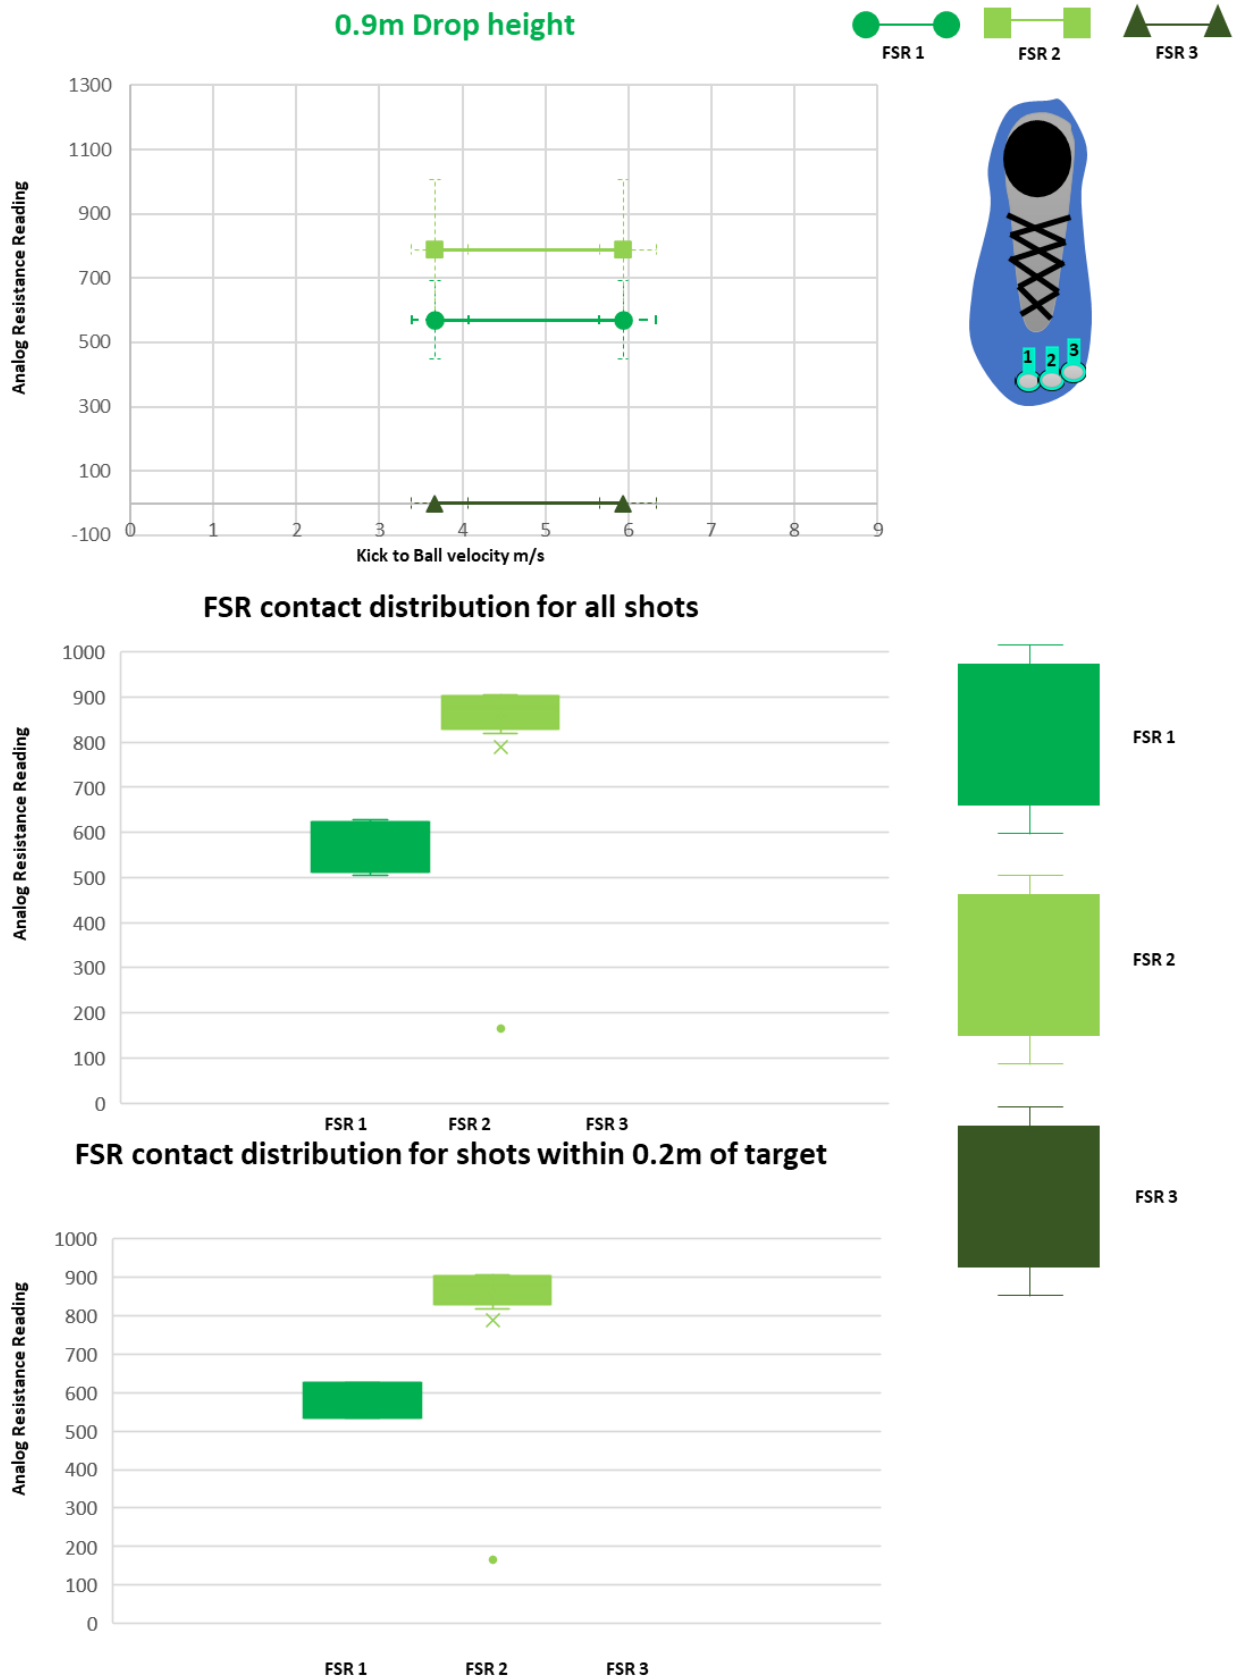 0.9m Drop height
FSR 1
FSR 2
FSR 3
1300
1100
900
700
500
300
100
-100
Analog Resistance Reading
0 1 2 3 4 5 6 7 8 9
Kick to Ball velocity m/s
1 2 3
FSR contact distribution for all shots
1000
900
800
700
600
500
400
300
200
100
0
Analog Resistance Reading
FSR 1 FSR 2 FSR 3
FSR 1
FSR 2
FSR 3
FSR contact distribution for shots within 0.2m of target
1000
900
800
700
600
500
400
300
200
100
0
Analog Resistance Reading
FSR 1 FSR 2 FSR 3